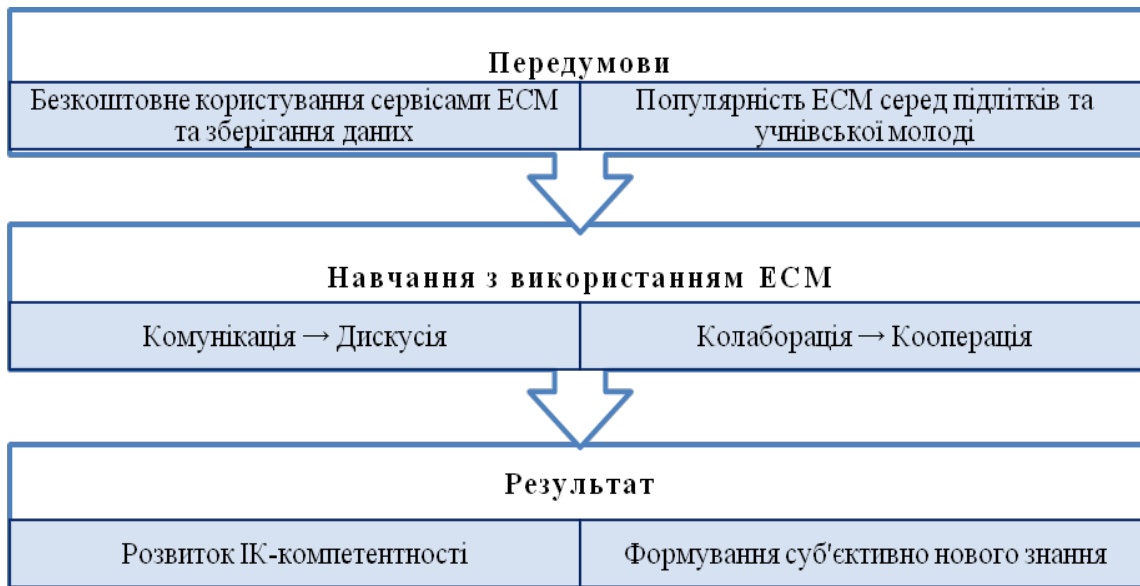 Передумови
Безкоштовне користування сервісами ЕСМ
та зберігання даних
Популярність ЕСМ серед підлітків та
учнівської молоді
Навчання з використанням ЕСМ
Комунікація → Дискусія
Колаборація → Кооперація
Результат
Розвиток ІК-компетентності
Формування суб'єктивно нового знання